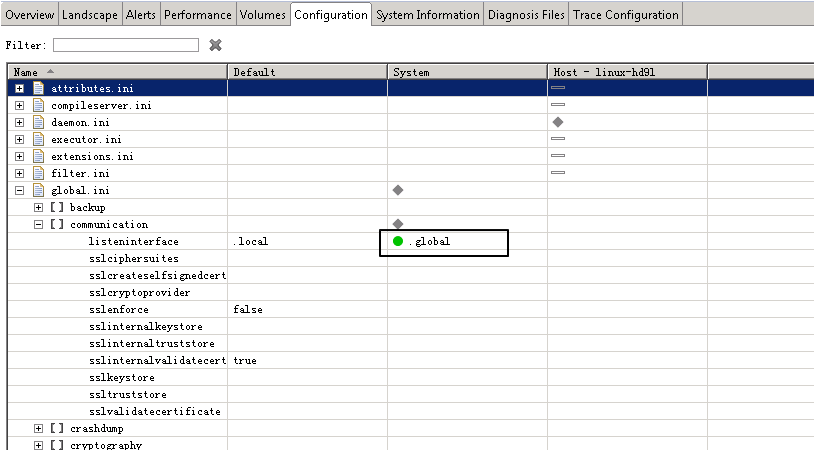 Overview Landscape Alerts Performance Volumes Configuration System Information Diagnosis Files Trace Configuration
Filter:
Name Default System Host - linux-hd9l
attributes.ini
compileserver.ini
daemon.ini
executor.ini
extensions.ini
filter.ini
global.ini
[ ] backup
[ ] communication
listeninterface .local .global
sslciphersuites
sslcreateselfsignedcert
sslcryptoprovider
sslenforce false
sslinternalkeystore
sslinternaltruststore
sslinternalvalidatecert true
sslkeystore
ssltruststore
sslvalidatecertificate
[ ] crashdump
[ ] cryptography